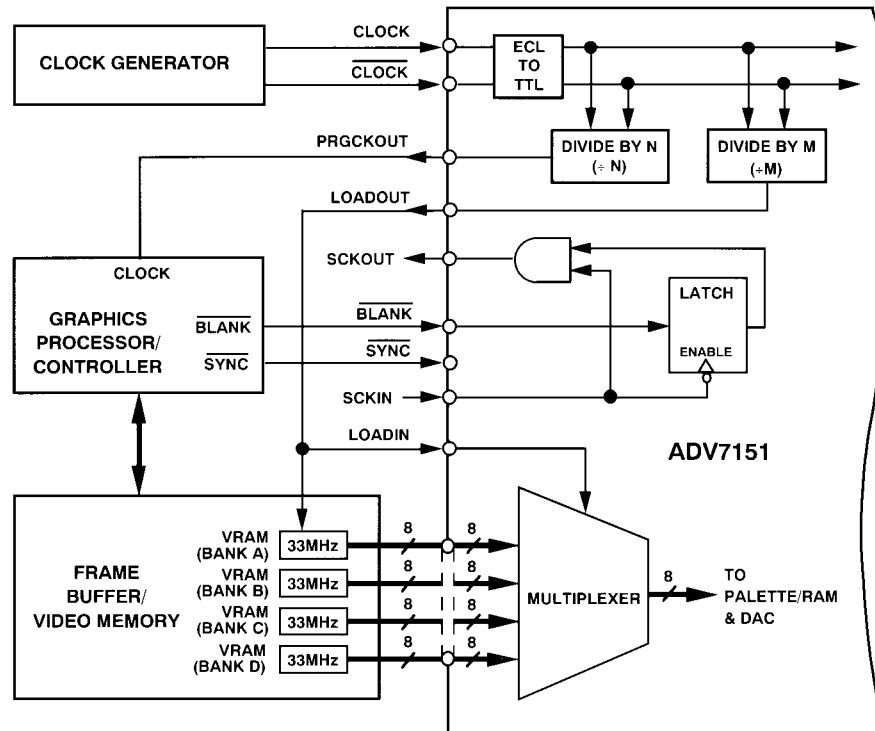 CLOCK GENERATOR
CLOCK
CLOCK
ECL
TO
TTL
DIVIDE BY N
(÷ N)
DIVIDE BY M
(÷M)
PRGCKOUT
LOADOUT
SCKOUT
CLOCK
GRAPHICS
PROCESSOR/
CONTROLLER
BLANK
SYNC
BLANK
SYNC
SCKIN
LOADIN
LATCH
ENABLE
ADV7151
FRAME
BUFFER/
VIDEO MEMORY
VRAM
(BANK A)
33MHz
8
8
VRAM
(BANK B)
33MHz
8
8
VRAM
(BANK C)
33MHz
8
8
VRAM
(BANK D)
33MHz
8
8
MULTIPLEXER
8
TO
PALETTE/RAM
& DAC